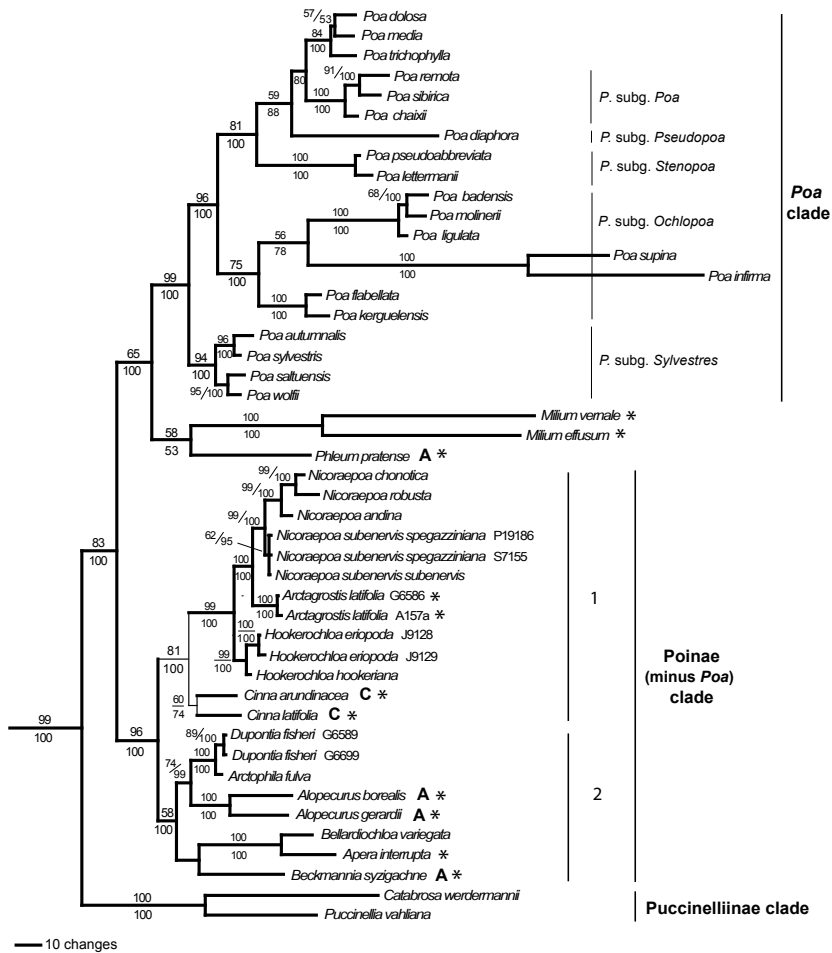 57/53
Poa dolosa
84
100
Poa media
Poa trichophylla
80
91/100
Poa remota
100
100
Poa sibirica
Poa chaixii
P. subg. Poa
59
88
Poa diaphora
P. subg. Pseudopoa
81
100
100
100
Poa pseudoabbreviata
Poa lettermanii
P. subg. Stenopoa
96
100
68/100
Poa badensis
100
100
Poa molinerii
Poa ligulata
P. subg. Ochlopoa
56
78
100
100
Poa supina
Poa infirma
75
100
100
100
Poa flabellata
Poa kerguelensis
Poa clade
99
100
96
100
Poa autumnalis
Poa sylvestris
94
100
95/100
Poa saltuensis
Poa wolfii
P. subg. Sylvestres
65
100
100
100
Milium vernale *
Milium effusum *
58
53
Phleum pratense A *
83
100
99/100
Nicoraepoa chonotica
99/100
Nicoraepoa robusta
Nicoraepoa andina
99/100
62/95
Nicoraepoa subenervis spegazziniana P19186
Nicoraepoa subenervis spegazziniana S7155
Nicoraepoa subenervis subenervis
100
100
100
100
Arctagrostis latifolia G6586 *
Arctagrostis latifolia A157a *
99
100
100
100
Hookerochloa eriopoda J9128
99
100
Hookerochloa eriopoda J9129
Hookerochloa hookeriana
81
100
60
74
Cinna arundinacea C *
Cinna latifolia C *
1
Poinae
(minus Poa)
clade
99
100
96
100
89/100
Dupontia fisheri G6589
100
100
Dupontia fisheri G6699
Arctophila fulva
74/99
100
100
Alopecurus borealis A *
Alopecurus gerardii A *
58
100
100
100
Bellardiochloa variegata
Apera interrupta *
Beckmannia syzigachne A *
2
100
100
Catabrosa werdermannii
Puccinellia vahliana
Puccinelliinae clade
10 changes